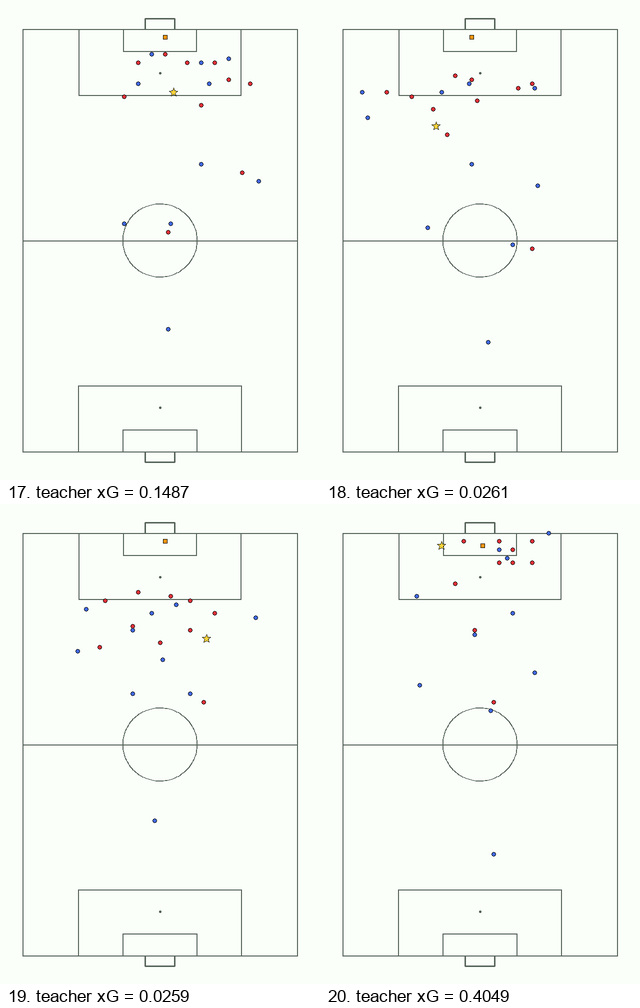 17. teacher xG = 0.1487
18. teacher xG = 0.0261
19. teacher xG = 0.0259
20. teacher xG = 0.4049